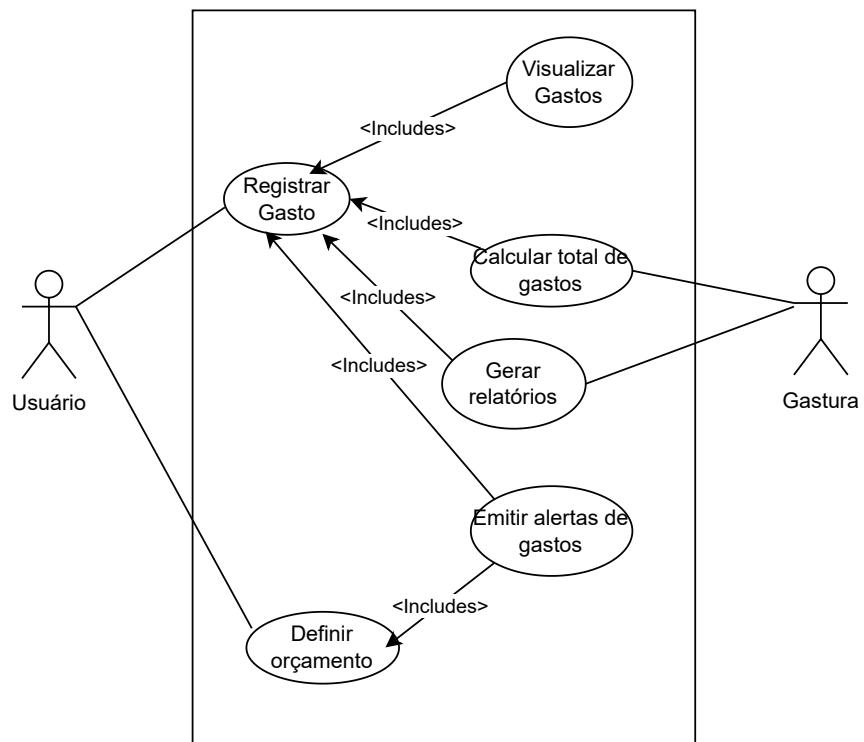 Visualizar
Gastos
<Includes>
Registrar
Gasto
<Includes>
Calcular total de
gastos
<Includes>
<Includes>
Gerar
relatórios
Usuário
Gastura
Emitir alertas de
gastos
<Includes>
Definir
orçamento